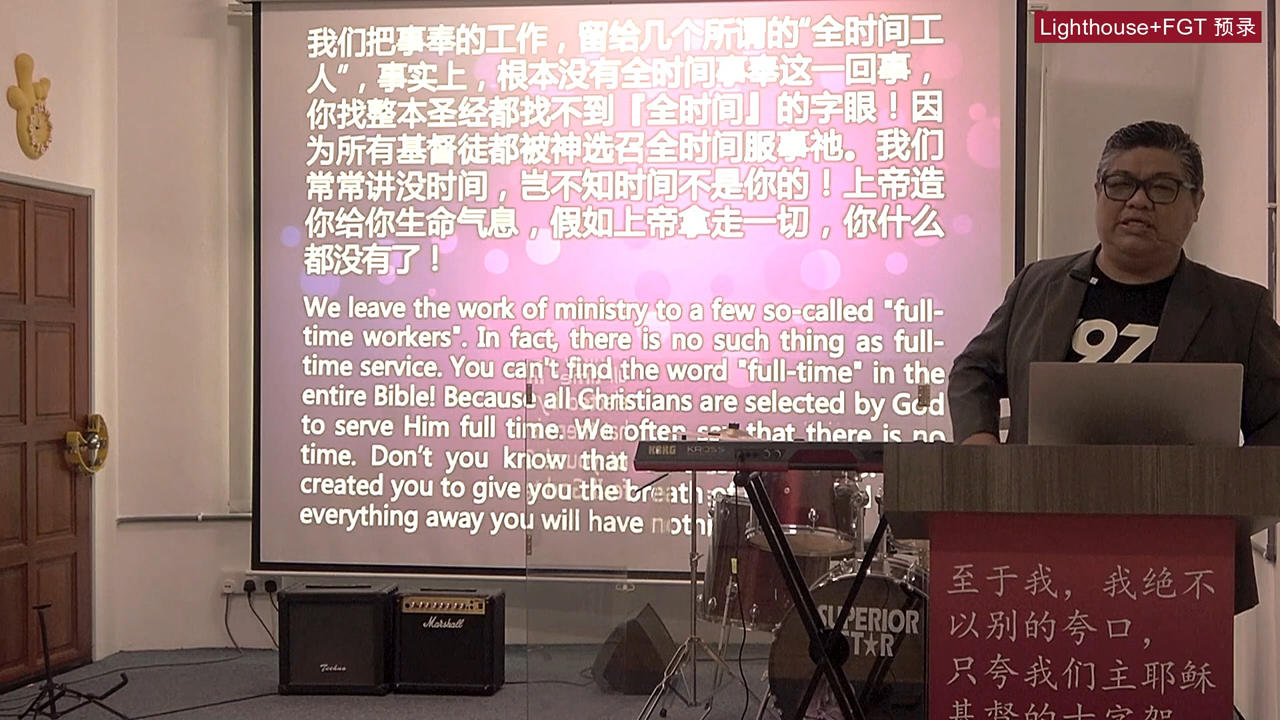 Lighthouse+FGT 预录
我们把事奉的工作，留给几个所谓的“全时间工
人”，事实上，根本没有全时间事奉这一回事，
你找整本圣经都找不到「全时间」的字眼！因
为所有基督徒都被神选召全时间服事祂。我们
常常讲没时间，岂不知时间不是你的！上帝造
你给你生命气息，假如上帝拿走一切，你什么
都没有了！
We leave the work of ministry to a few so-called "full-
time workers". In fact, there is no such thing as full-
time service. You can't find the word "full-time" in the
entire Bible! Because all Christians are selected by God
to serve Him full time. We often say that there is no
time. Don't you know that
created you to give you the breath of
everything away you will have
KORG KROSS
Marshall
Techno
SUPERIOR
STAR
197
至于我，我绝不
以别的夸口，
只夸我们主耶稣
基督的十字架